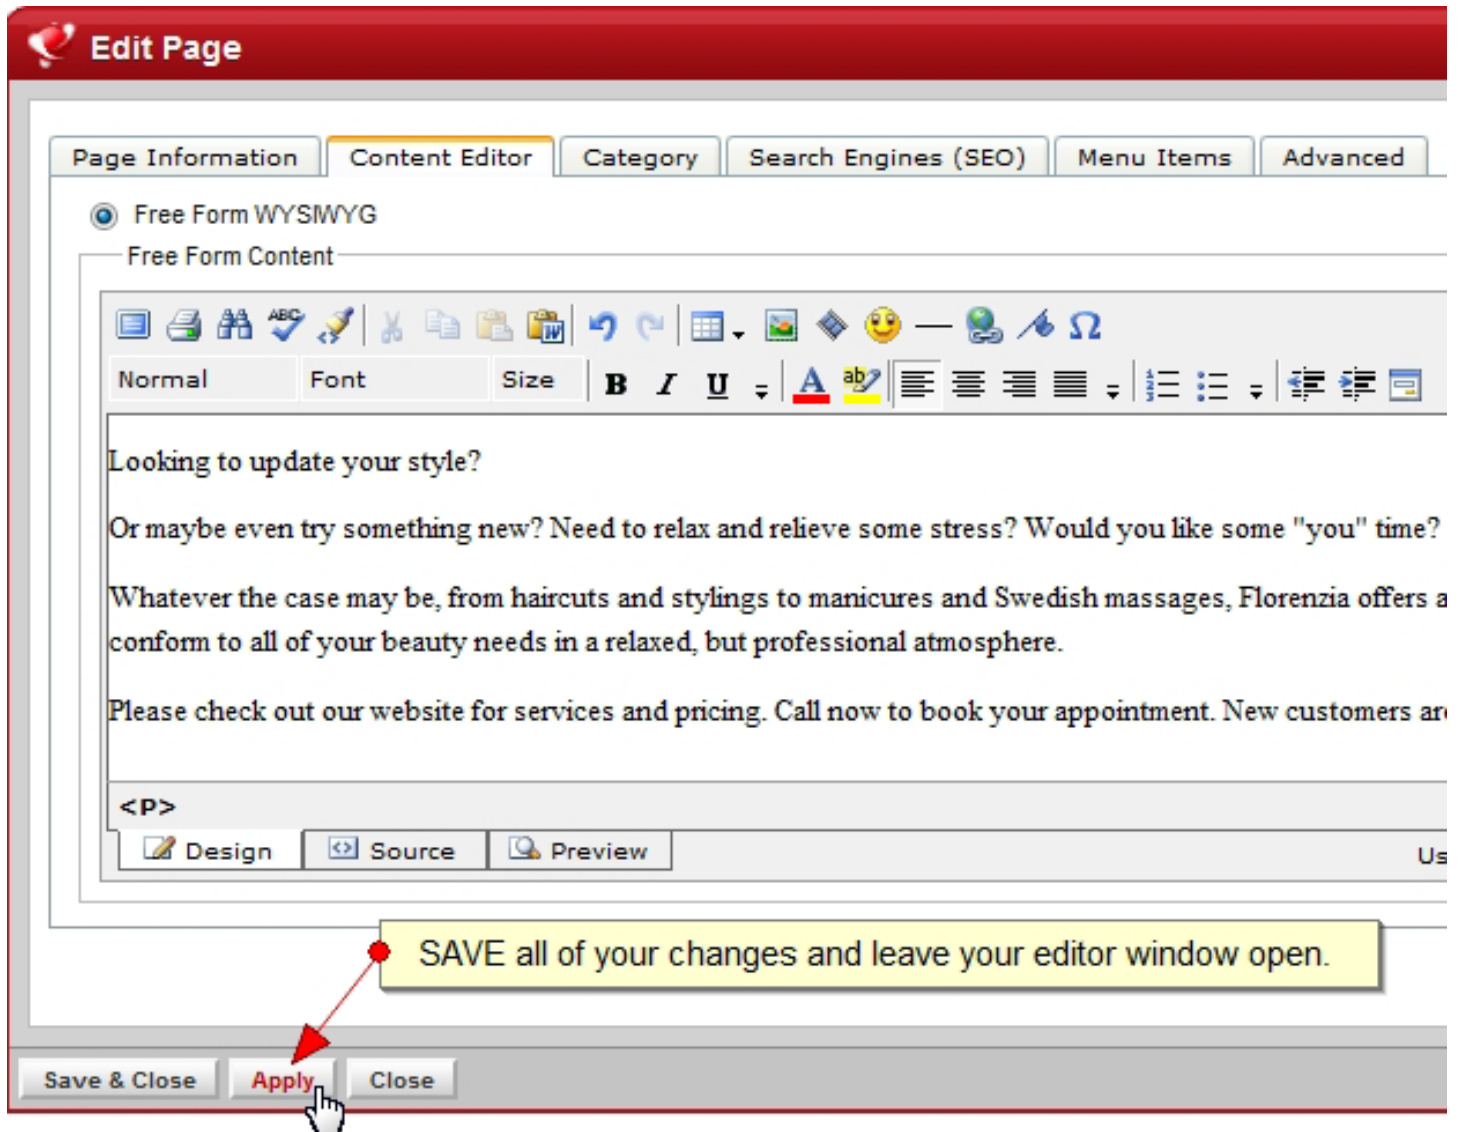 Edit Page
Page Information Content Editor Category Search Engines (SEO) Menu Items Advanced
Free Form WYSIWYG
Free Form Content
ABC W Ω
Normal Font Size B I U A ab
Looking to update your style?
Or maybe even try something new? Need to relax and relieve some stress? Would you like some "you" time?
Whatever the case may be, from haircuts and stylings to manicures and Swedish massages, Florenzia offers a
conform to all of your beauty needs in a relaxed, but professional atmosphere.
Please check out our website for services and pricing. Call now to book your appointment. New customers are
<P>
Design Source Preview Us
SAVE all of your changes and leave your editor window open.
Save & Close Apply Close